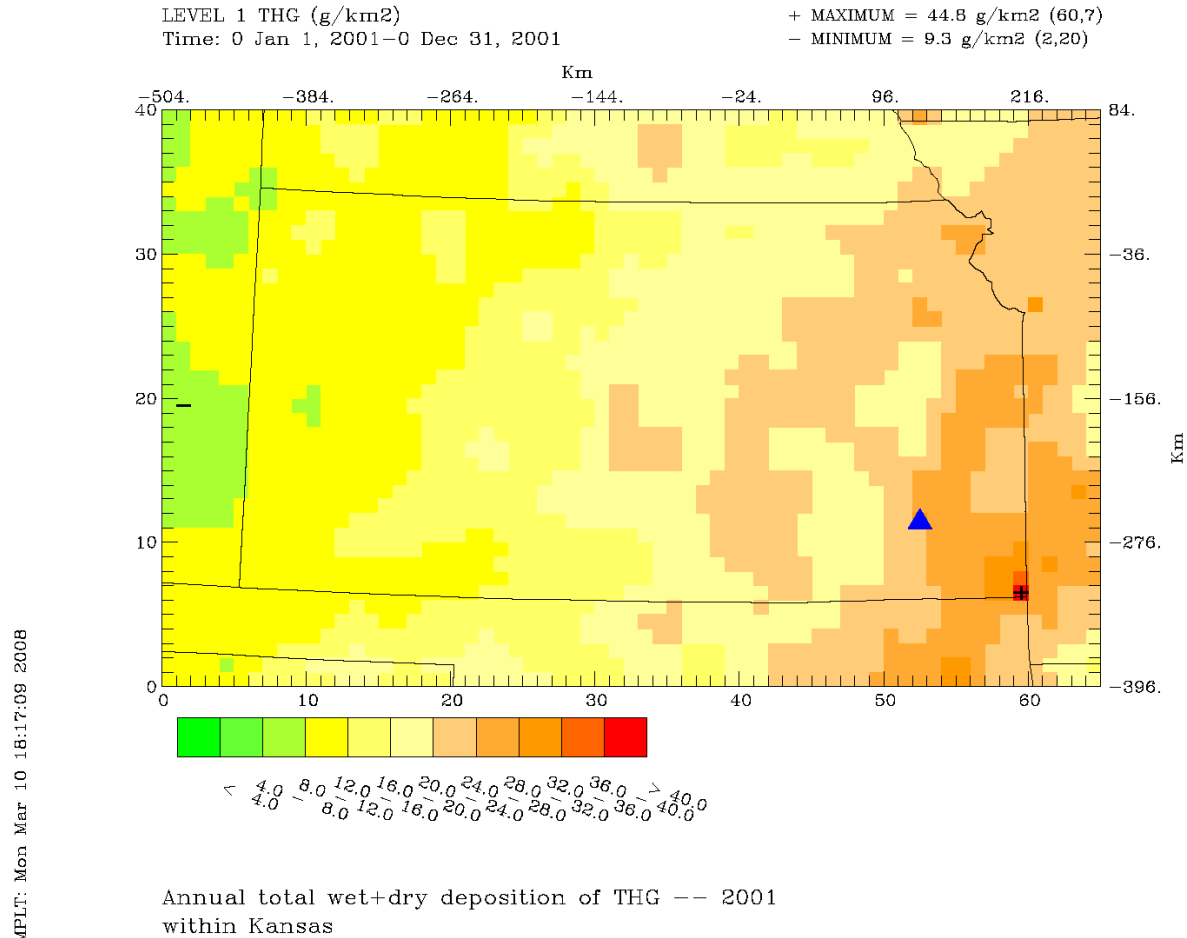 LEVEL 1 THG (g/km2)
Time: 0 Jan 1, 2001-0 Dec 31, 2001
+ MAXIMUM = 44.8 g/km2 (60,7)
- MINIMUM = 9.3 g/km2 (2,20)
Km
-504. -384. -264. -144. -24. 96. 216.
40 84.
30 -36.
20 -156.
Km
10 -276.
0 -396.
0 10 20 30 40 50 60
< 4.0
4.0 - 8.0
8.0 - 12.0
12.0 - 16.0
16.0 - 20.0
20.0 - 24.0
24.0 - 28.0
28.0 - 32.0
32.0 - 36.0
36.0 - 40.0
> 40.0
Annual total wet+dry deposition of THG -- 2001
within Kansas
MPLT: Mon Mar 10 18:17:09 2008